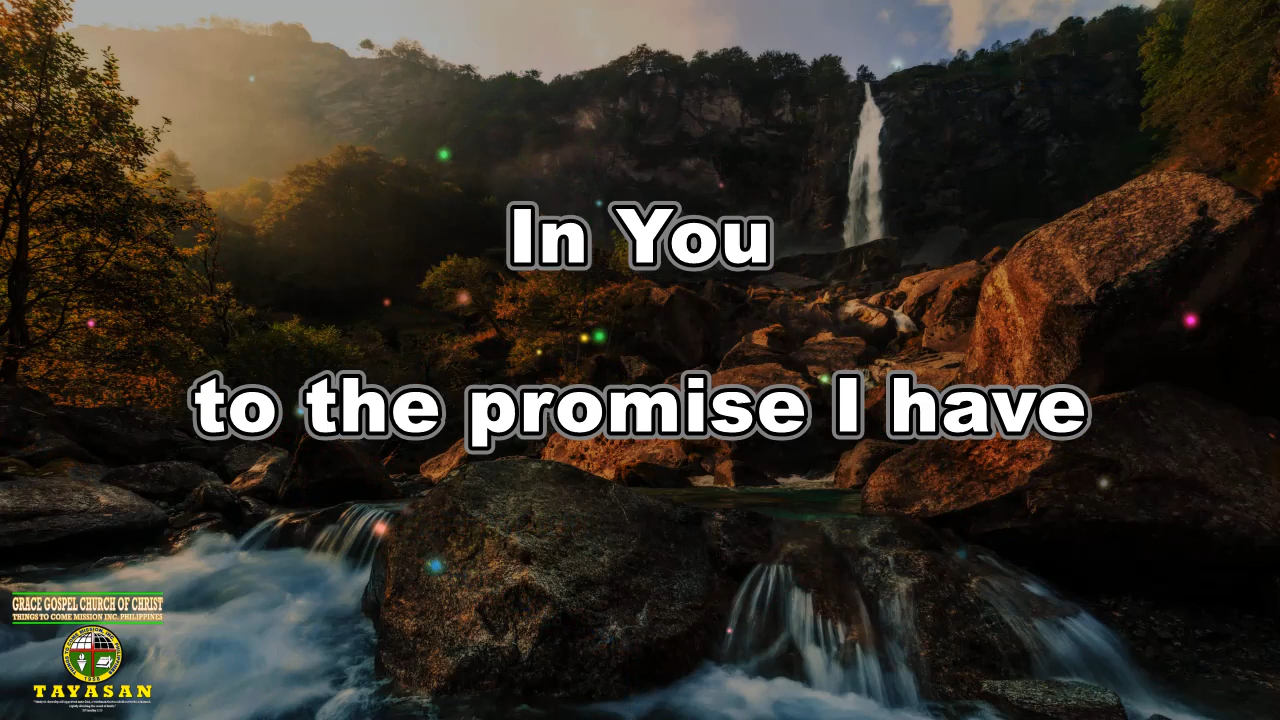 In You
to the promise I have
GRACE GOSPEL CHURCH OF CHRIST
THINGS TO COME MISSION INC. PHILIPPINES
TAYASAN